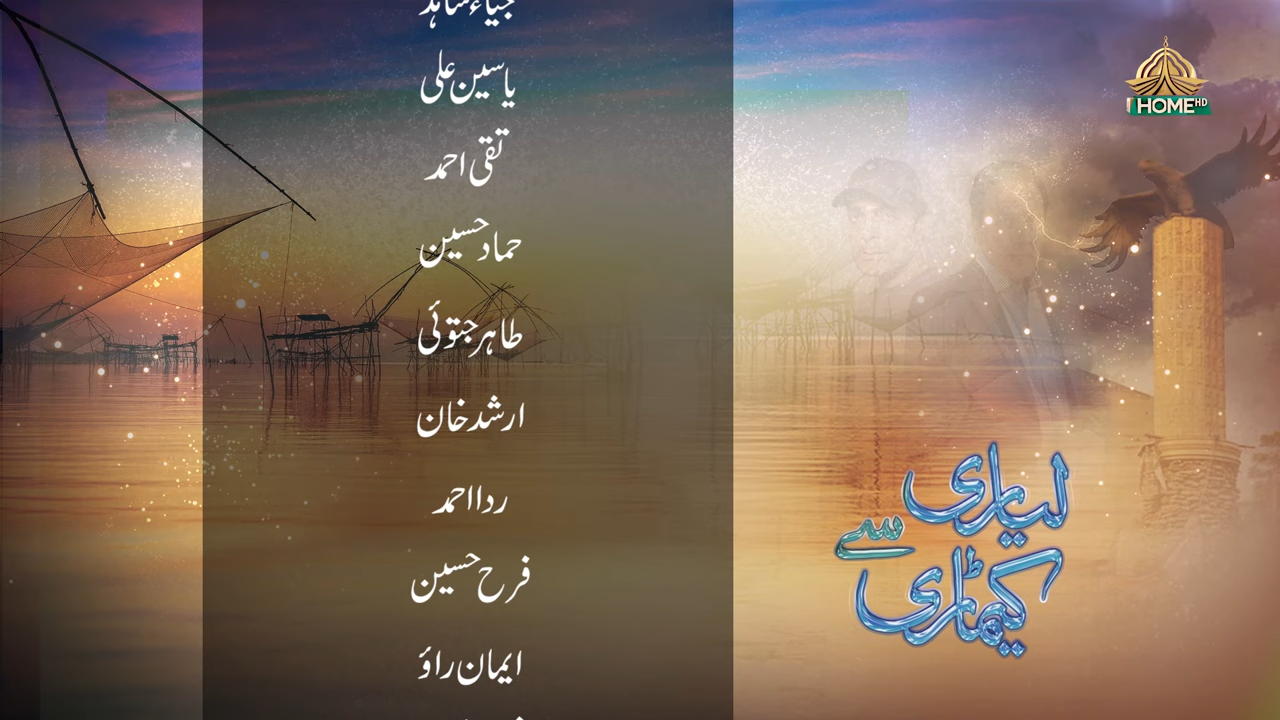 یاسین علی
تقی احمد
حماد حسین
طاہر جتوئی
ارشد خان
ردا احمد
فرح حسین
ایمان راؤ
HOME HD
لیاری
سے
کیماڑی